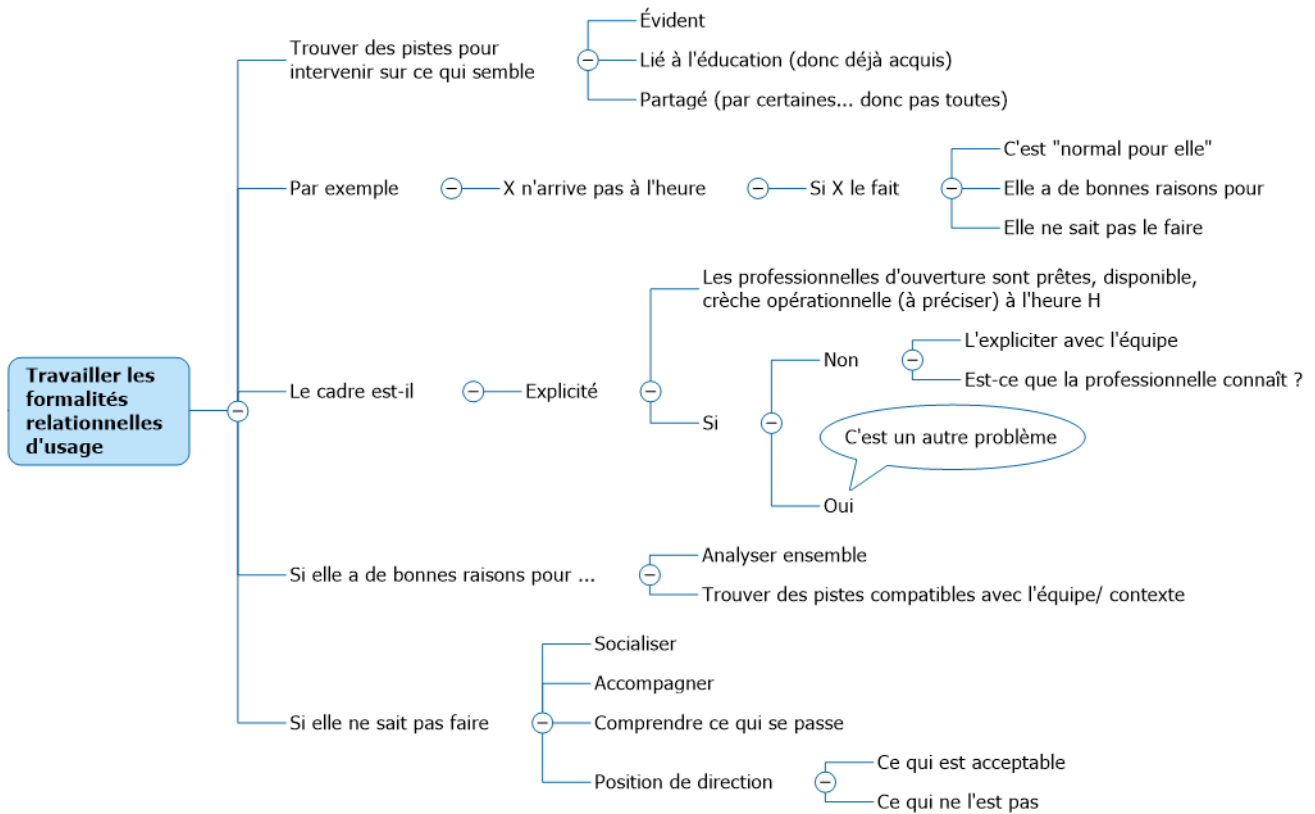 Travailler les
formalités
relationnelles
d'usage
Trouver des pistes pour
intervenir sur ce qui semble
Évident
Lié à l'éducation (donc déjà acquis)
Partagé (par certaines... donc pas toutes)
Par exemple
X n'arrive pas à l'heure
Si X le fait
C'est "normal pour elle"
Elle a de bonnes raisons pour
Elle ne sait pas le faire
Le cadre est-il
Explicité
Les professionnelles d'ouverture sont prêtes, disponible,
crèche opérationnelle (à préciser) à l'heure H
Si
Non
L'expliciter avec l'équipe
Est-ce que la professionnelle connaît ?
C'est un autre problème
Oui
Si elle a de bonnes raisons pour ...
Analyser ensemble
Trouver des pistes compatibles avec l'équipe/ contexte
Si elle ne sait pas faire
Socialiser
Accompagner
Comprendre ce qui se passe
Position de direction
Ce qui est acceptable
Ce qui ne l'est pas